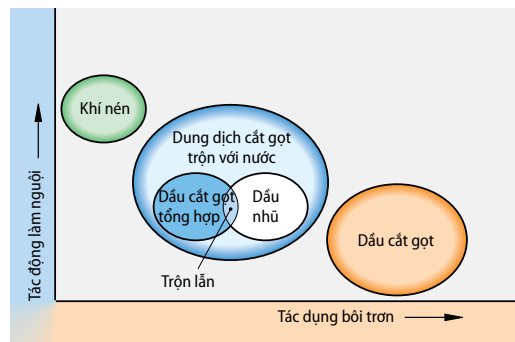 Khí nén
Dung dịch cắt gọt
trộn với nước
Dầu cắt gọt
tổng hợp
Dầu
nhũ
Trộn lẫn
Dầu cắt gọt
Tác động làm nguội
Tác dụng bôi trơn